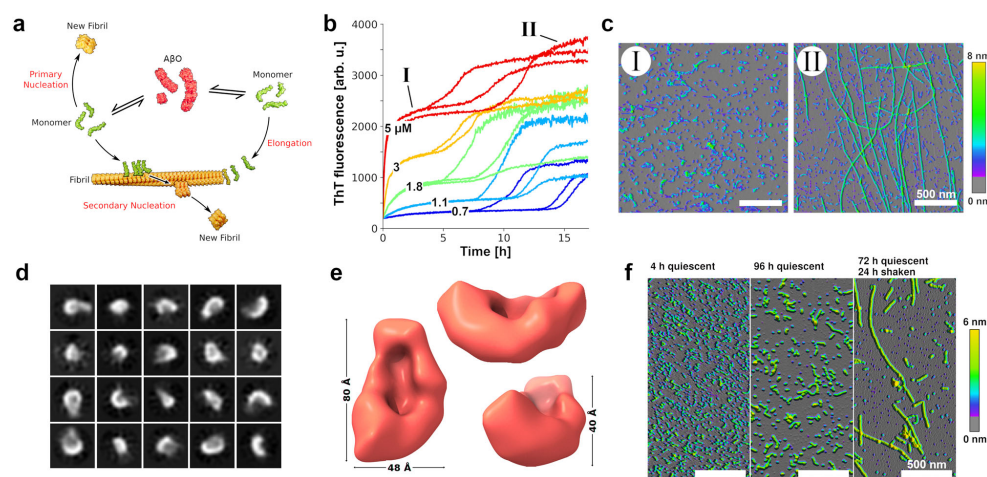 a
New Fibril
Primary
Nucleation
AβO
Monomer
Monomer
Elongation
Fibril
Secondary Nucleation
New Fibril
b
ThT fluorescence [arb. u.]
4000
3000
2000
1000
0
I
II
5 µM
3
1.8
1.1
0.7
0
5
10
15
Time [h]
c
I
II
500 nm
8 nm
0 nm
d
e
80 Å
48 Å
40 Å
f
4 h quiescent
96 h quiescent
72 h quiescent
24 h shaken
500 nm
6 nm
0 nm